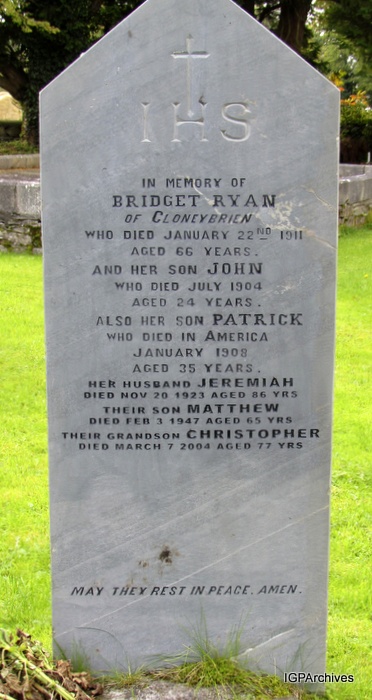 IHS
IN MEMORY OF
BRIDGET RYAN
OF CLONEYBRIEN
WHO DIED JANUARY 22ND 1911
AGED 66 YEARS.
AND HER SON JOHN
WHO DIED JULY 1904
AGED 24 YEARS.
ALSO HER SON PATRICK
WHO DIED IN AMERICA
JANUARY 1908
AGED 35 YEARS.
HER HUSBAND JEREMIAH
DIED NOV 20 1923 AGED 86 YRS
THEIR SON MATTHEW
DIED FEB 3 1947 AGED 65 YRS
THEIR GRANDSON CHRISTOPHER
DIED MARCH 7 2004 AGED 77 YRS
MAY THEY REST IN PEACE. AMEN.
IGPArchives